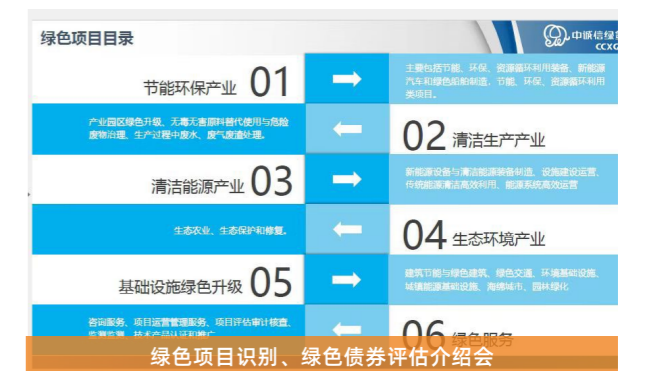 绿色项目目录
中诚信绿
CCXG
节能环保产业 01
主要包括节能、环保、资源循环利用装备、新能源
汽车和绿色船舶制造，节能、环保、资源循环利用
类项目。
产业园区绿色升级、无毒无害原料替代使用与危险
废物治理、生产过程中废水、废气废渣处理。
02 清洁生产产业
清洁能源产业 03
新能源设备与清洁能源装备制造、设施建设运营、
传统能源清洁高效利用、能源系统高效运营
生态农业、生态保护和修复。
04 生态环境产业
基础设施绿色升级 05
建筑节能与绿色建筑、绿色交通、环境基础设施、
城镇能源基础设施、海绵城市、园林绿化
咨询服务、项目运营管理服务、项目评估审计核查、
监测监测、技术产品认证和推广
06 绿色服务
绿色项目识别、绿色债券评估介绍会